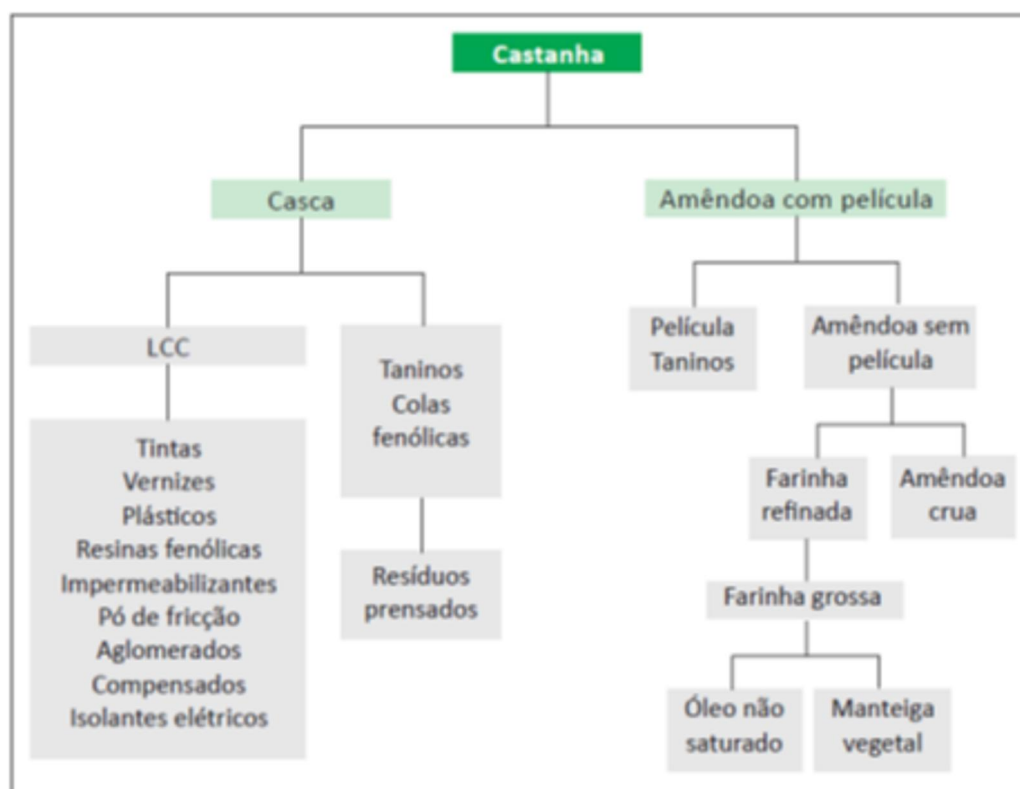 Castanha
Casca
Amêndoa com película
LCC
Tintas
Vernizes
Plásticos
Resinas fenólicas
Impermeabilizantes
Pó de fricção
Aglomerados
Compensados
Isolantes elétricos
Taninos
Colas
fenólicas
Resíduos
prensados
Película
Taninos
Amêndoa sem
película
Farinha
refinada
Amêndoa
crua
Farinha grossa
Óleo não
saturado
Manteiga
vegetal